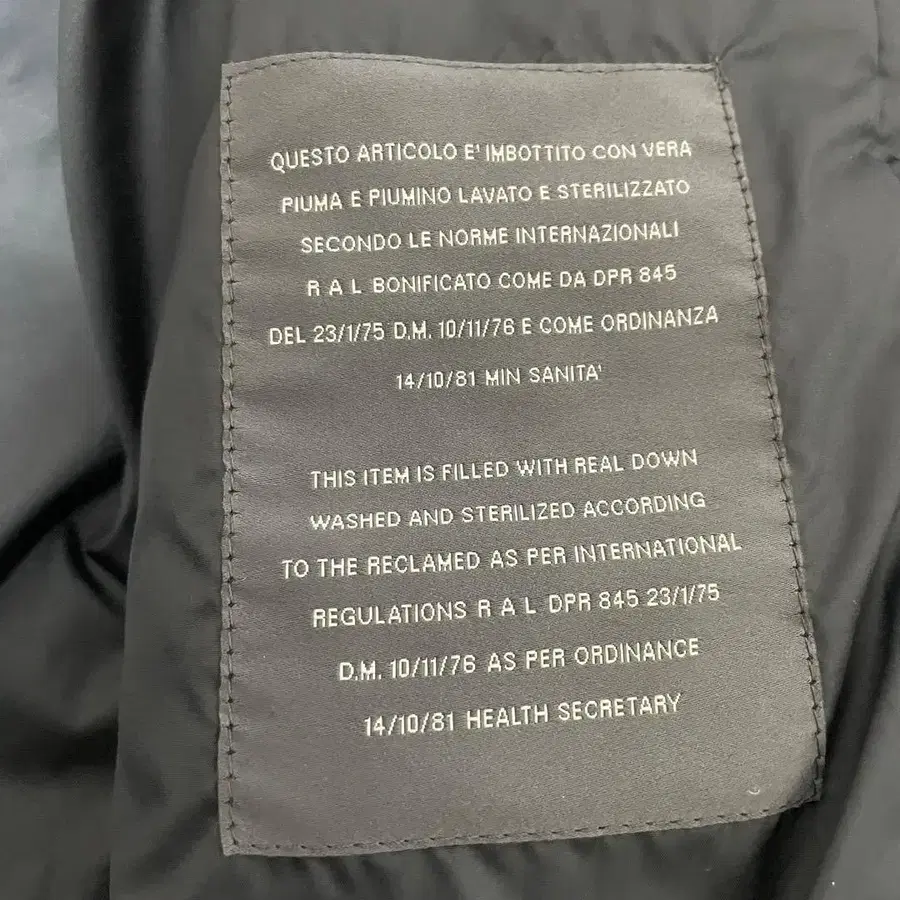 QUESTO ARTICOLO E' IMBOTTITO CON VERA
PIUMA E PIUMINO LAVATO E STERILIZZATO
SECONDO LE NORME INTERNAZIONALI
R A L BONIFICATO COME DA DPR 845
DEL 23/1/75 D.M. 10/11/76 E COME ORDINANZA
14/10/81 MIN SANITA'
THIS ITEM IS FILLED WITH REAL DOWN
WASHED AND STERILIZED ACCORDING
TO THE RECLAMED AS PER INTERNATIONAL
REGULATIONS R A L DPR 845 23/1/75
D.M. 10/11/76 AS PER ORDINANCE
14/10/81 HEALTH SECRETARY